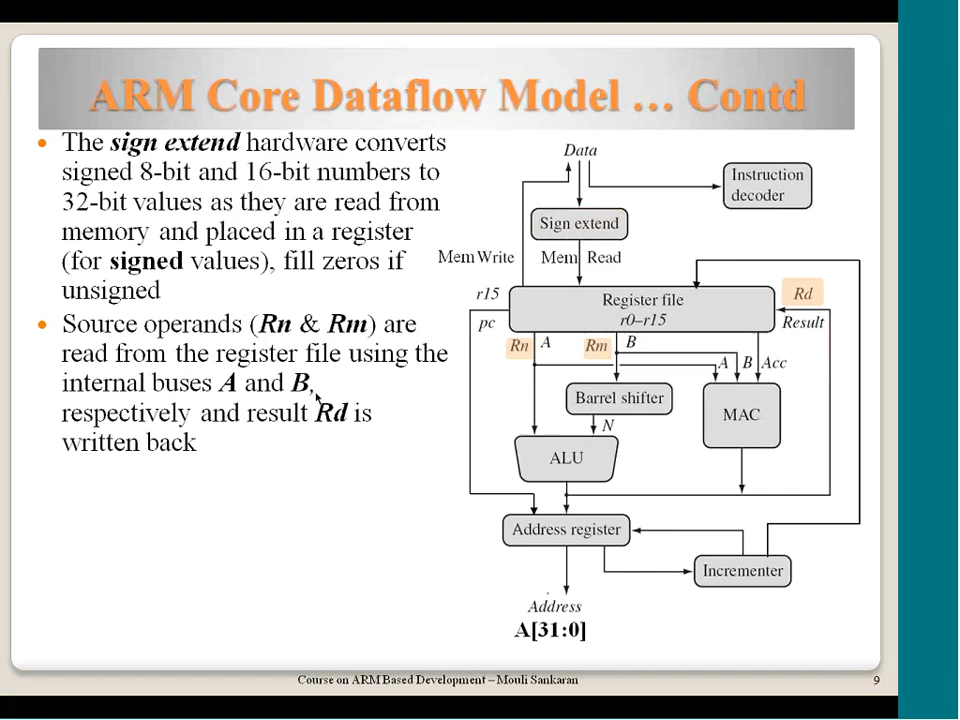 ARM Core Dataflow Model … Contd
The sign extend hardware converts
signed 8-bit and 16-bit numbers to
32-bit values as they are read from
memory and placed in a register
(for signed values), fill zeros if
unsigned
Source operands (Rn & Rm) are
read from the register file using the
internal buses A and B,
respectively and result Rd is
written back
Data
Instruction
decoder
Sign extend
Mem Write
Mem Read
r15
Register file
Rd
pc
r0–r15
Result
Rn A
Rm B
A B Acc
Barrel shifter
MAC
N
ALU
Address register
Incrementer
Address
A[31:0]
Course on ARM Based Development – Mouli Sankaran
9